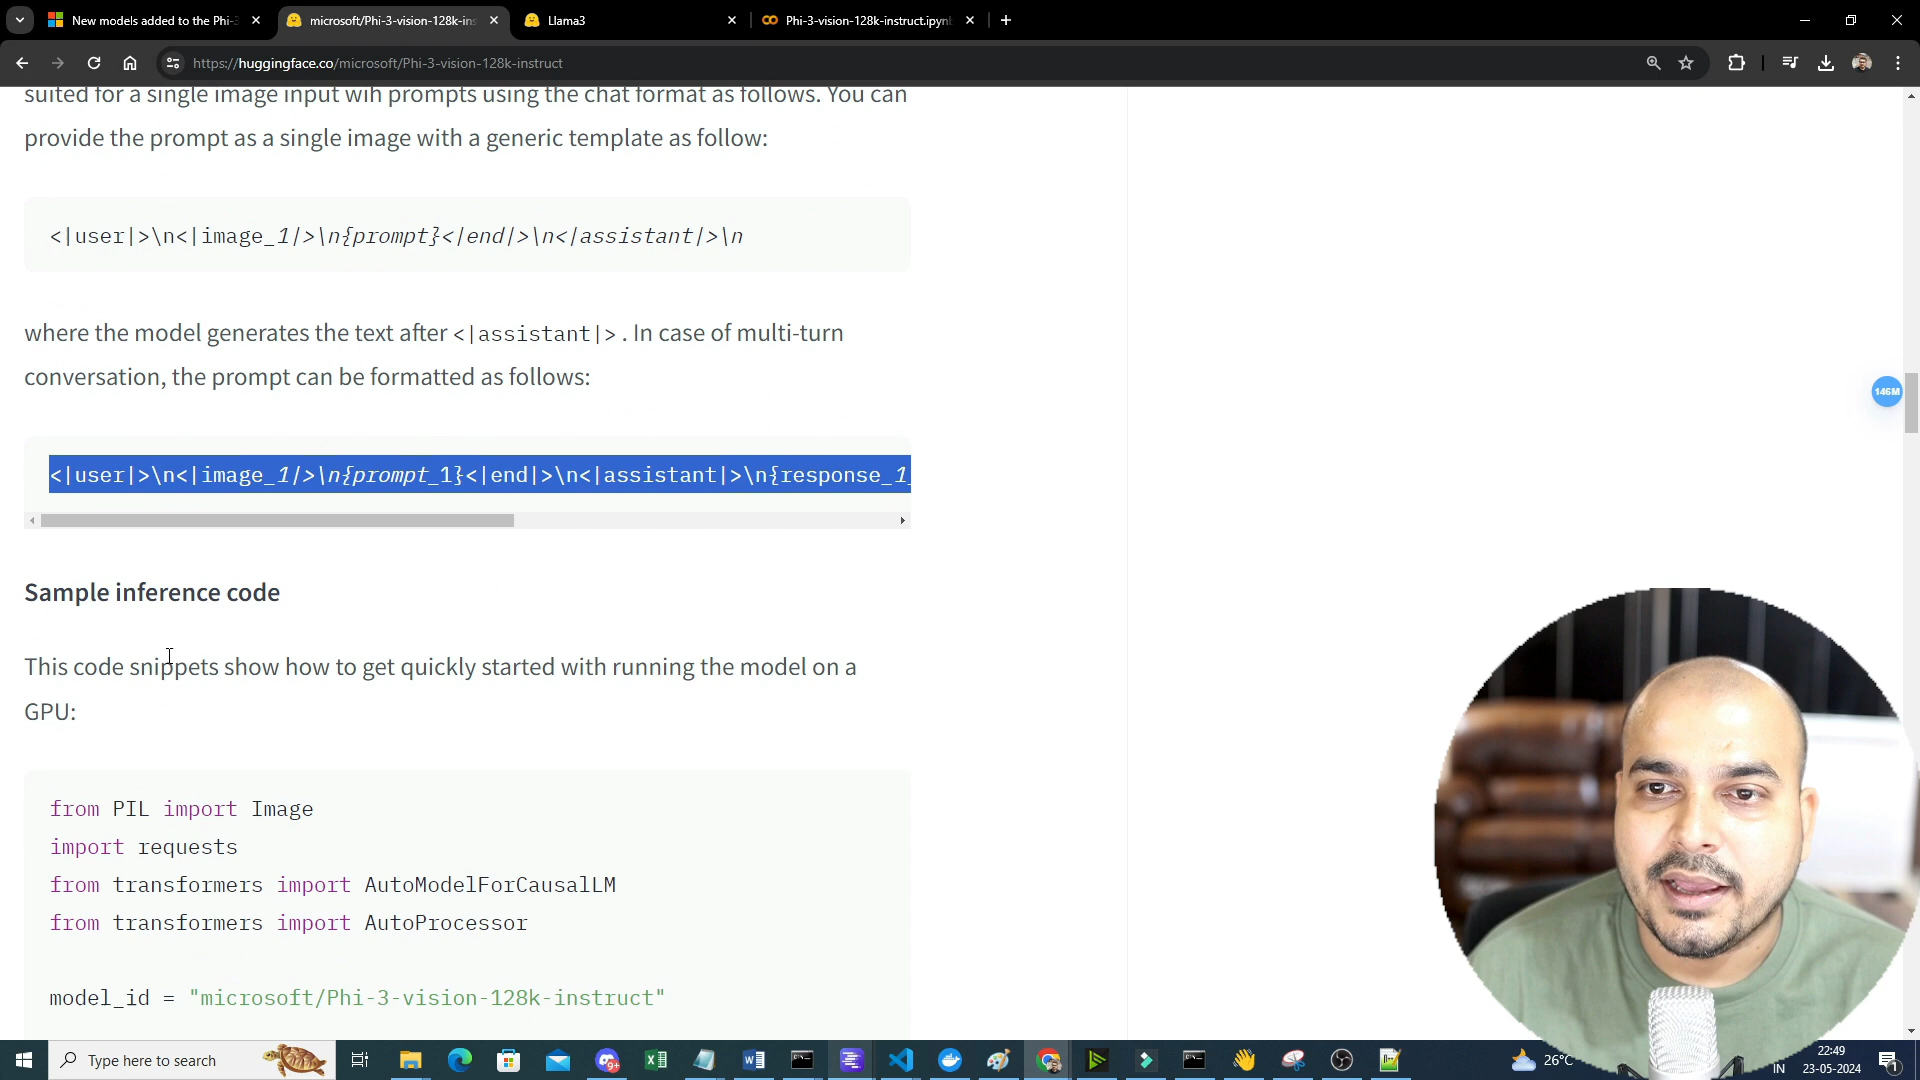 New models added to the Phi-3
microsoft/Phi-3-vision-128k-ins
Llama3
Phi-3-vision-128k-instruct.ipynb
https://huggingface.co/microsoft/Phi-3-vision-128k-instruct
suited for a single image input wih prompts using the chat format as follows. You can
provide the prompt as a single image with a generic template as follow:
<|user|>\n<|image_1|>\n{prompt}<|end|>\n<|assistant|>\n
where the model generates the text after <|assistant|> . In case of multi-turn
conversation, the prompt can be formatted as follows:
<|user|>\n<|image_1|>\n{prompt_1}<|end|>\n<|assistant|>\n{response_1
146M
Sample inference code
This code snippets show how to get quickly started with running the model on a
GPU:
from PIL import Image
import requests
from transformers import AutoModelForCausalLM
from transformers import AutoProcessor
model_id = "microsoft/Phi-3-vision-128k-instruct"
Type here to search
26°C
IN
22:49
23-05-2024
1